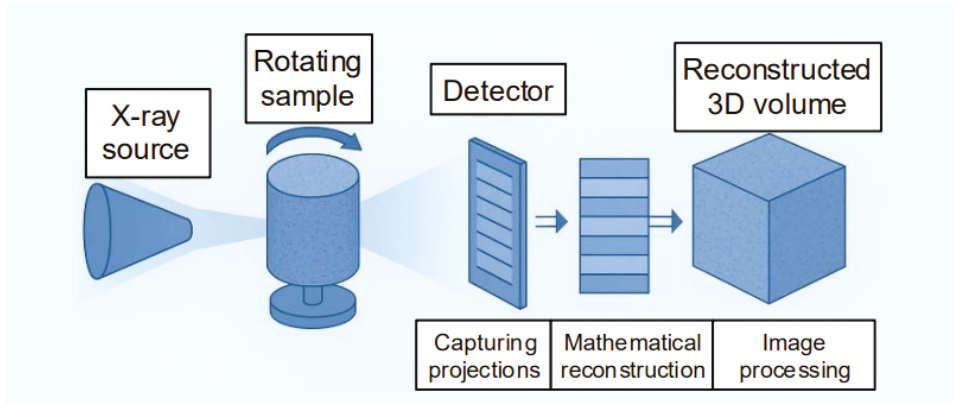 X-ray
source
Rotating
sample
Detector
Reconstructed
3D volume
Capturing
projections
Mathematical
reconstruction
Image
processing